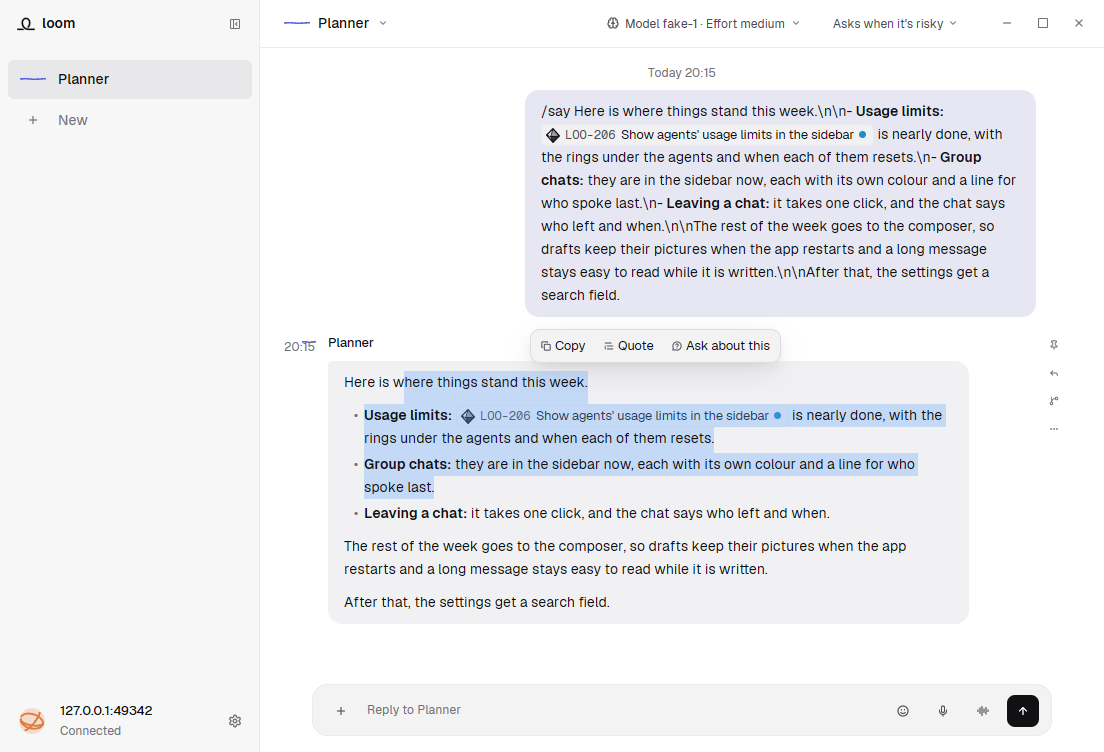 loom
Planner
Model fake-1 · Effort medium
Asks when it's risky
Planner
New
Today 20:15
/say Here is where things stand this week.\n\n- Usage limits:
LOO-206 Show agents' usage limits in the sidebar is nearly done, with
the rings under the agents and when each of them resets.\n- Group
chats: they are in the sidebar now, each with its own colour and a line for
who spoke last.\n- Leaving a chat: it takes one click, and the chat says
who left and when.\n\nThe rest of the week goes to the composer, so
drafts keep their pictures when the app restarts and a long message
stays easy to read while it is written.\n\nAfter that, the settings get a
search field.
20:15 Planner
Copy Quote Ask about this
Here is where things stand this week.
• Usage limits: LOO-206 Show agents' usage limits in the sidebar is nearly done, with the
rings under the agents and when each of them resets.
• Group chats: they are in the sidebar now, each with its own colour and a line for who
spoke last.
• Leaving a chat: it takes one click, and the chat says who left and when.
The rest of the week goes to the composer, so drafts keep their pictures when the app
restarts and a long message stays easy to read while it is written.
After that, the settings get a search field.
Reply to Planner
127.0.0.1:49342
Connected